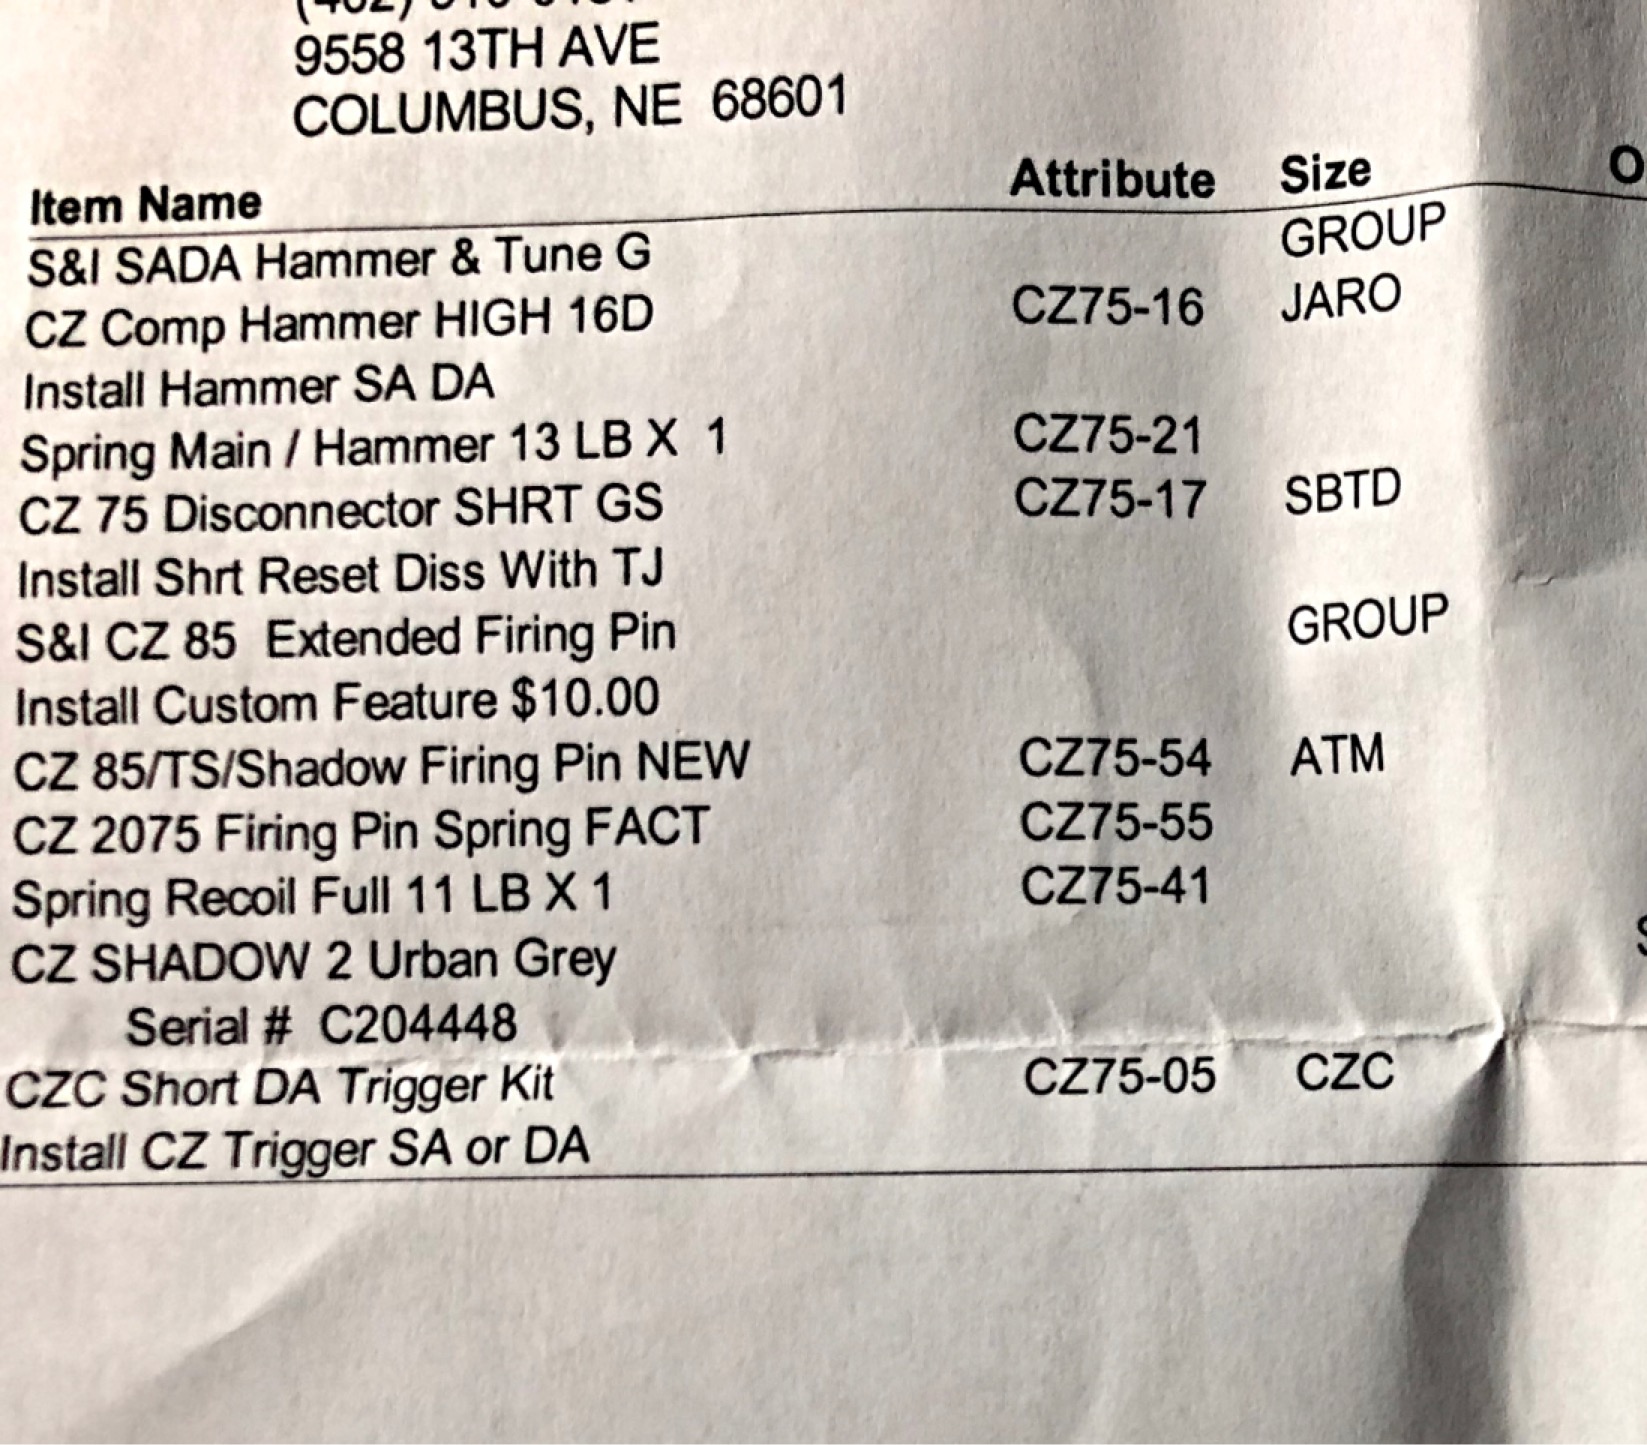 9558 13TH AVE
COLUMBUS, NE 68601
Item Name Attribute Size
S&I SADA Hammer & Tune G GROUP
CZ Comp Hammer HIGH 16D CZ75-16 JARO
Install Hammer SA DA
Spring Main / Hammer 13 LB X 1 CZ75-21
CZ 75 Disconnector SHRT GS CZ75-17 SBTD
Install Shrt Reset Diss With TJ
S&I CZ 85 Extended Firing Pin GROUP
Install Custom Feature $10.00
CZ 85/TS/Shadow Firing Pin NEW CZ75-54 ATM
CZ 2075 Firing Pin Spring FACT CZ75-55
Spring Recoil Full 11 LB X 1 CZ75-41
CZ SHADOW 2 Urban Grey
Serial # C204448
CZC Short DA Trigger Kit CZ75-05 CZC
Install CZ Trigger SA or DA